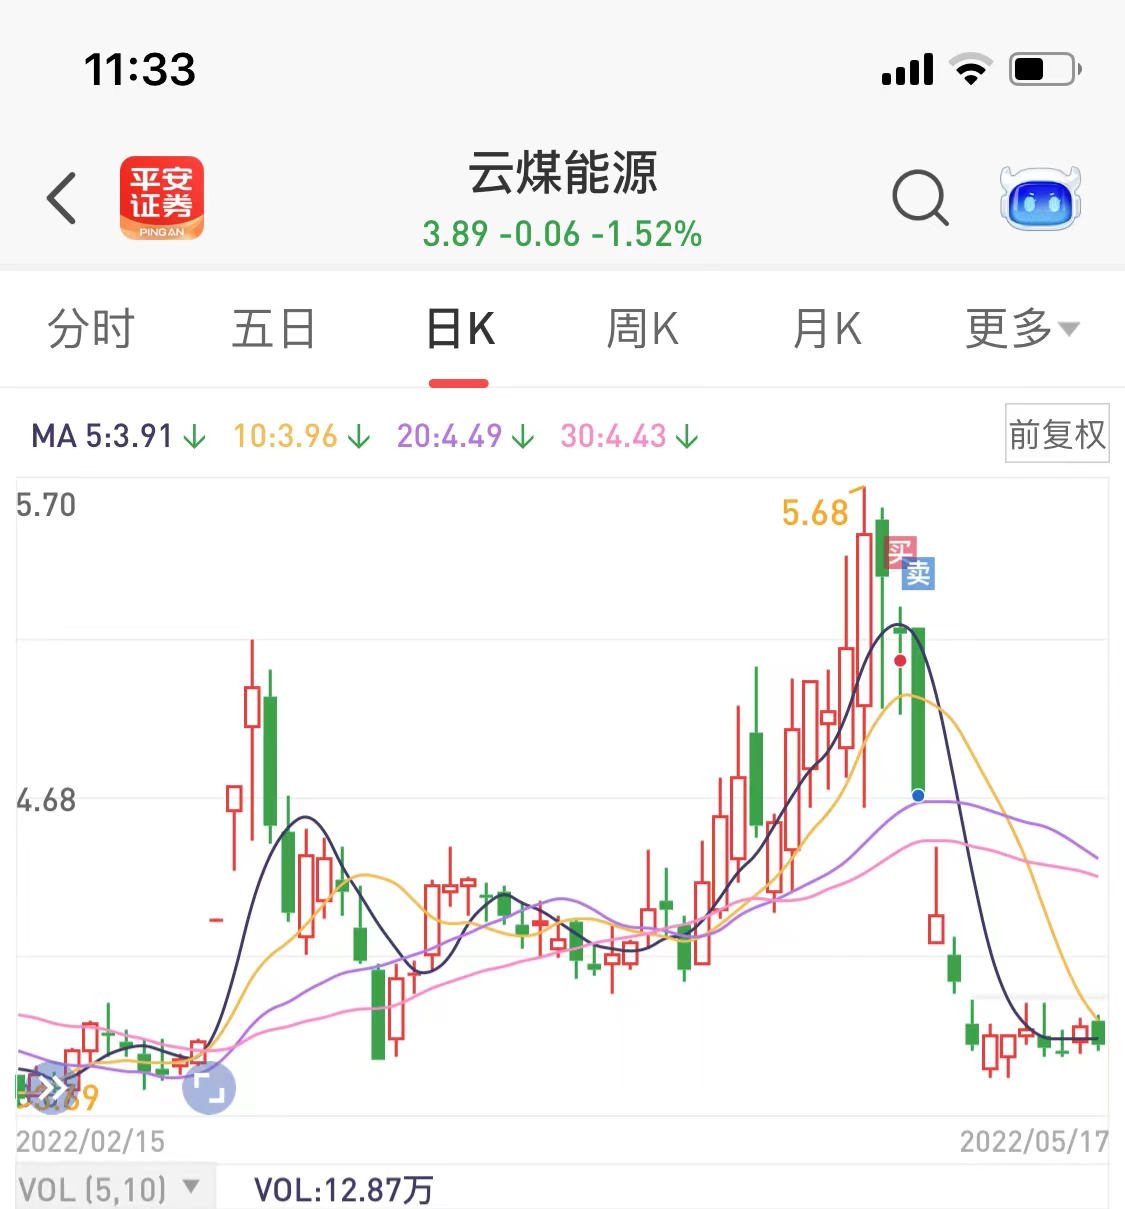 11:33
平安
证券
PINGAN
云煤能源
3.89 -0.06 -1.52%
分时 五日 日K 周K 月K 更多
MA 5:3.91↓ 10:3.96↓ 20:4.49↓ 30:4.43↓ 前复权
5.70
5.68
买
卖
4.68
2022/02/15 2022/05/17
VOL (5,10) VOL:12.87万